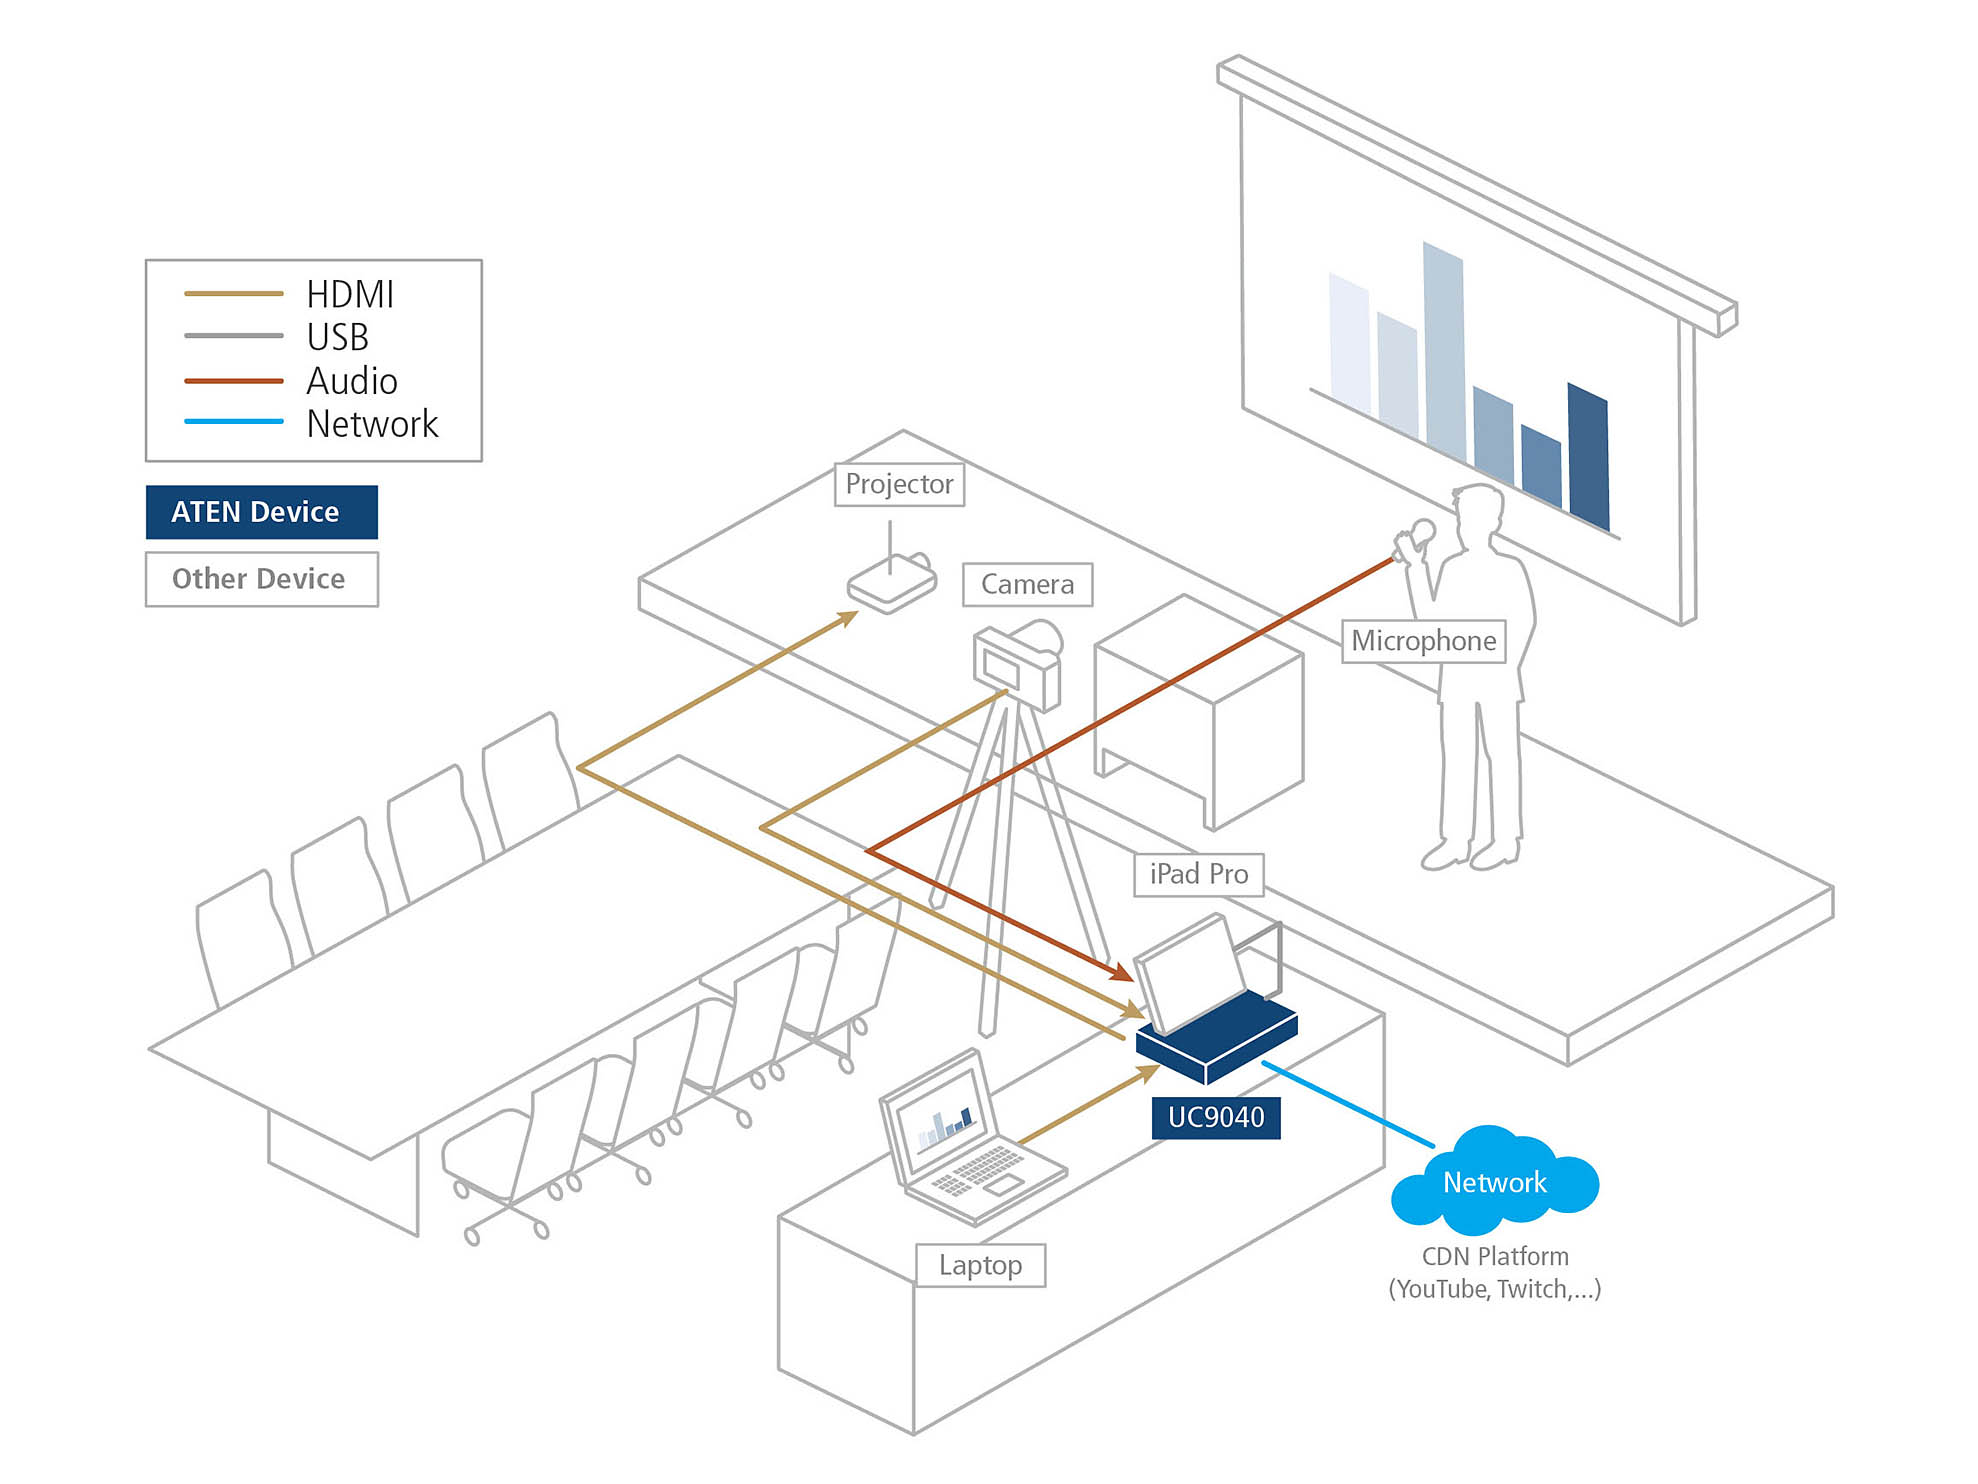 HDMI
USB
Audio
Network
ATEN Device
Other Device
Projector
Camera
Microphone
iPad Pro
UC9040
Laptop
Network
CDN Platform
(YouTube, Twitch,...)